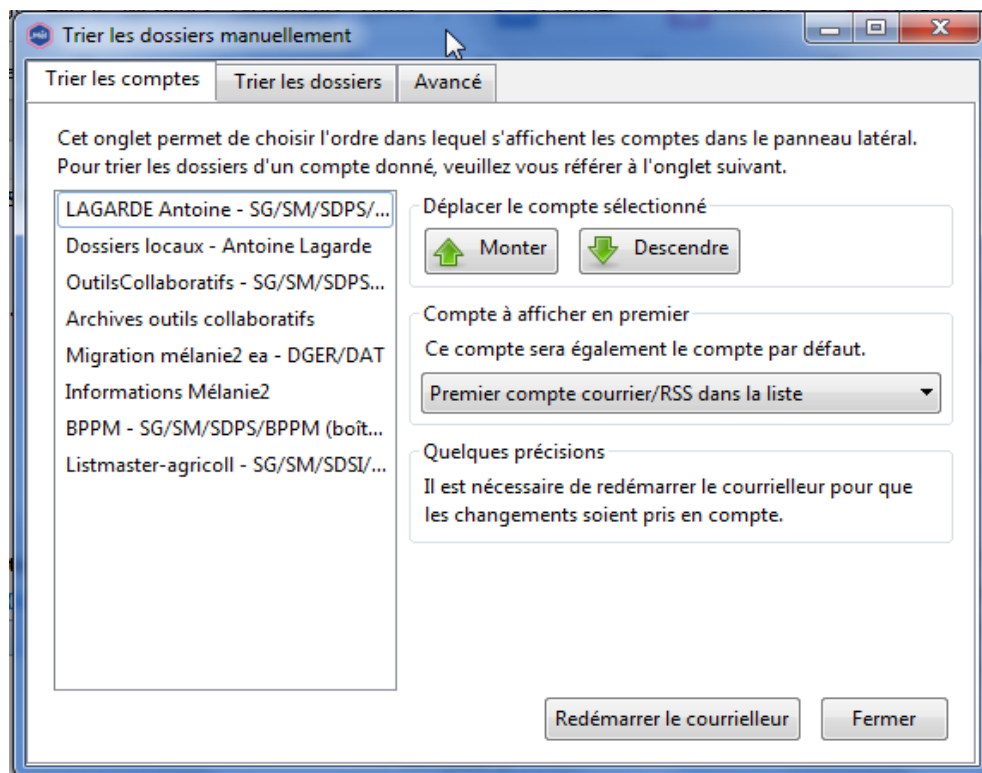 Trier les dossiers manuellement
Trier les comptes
Trier les dossiers
Avancé
Cet onglet permet de choisir l'ordre dans lequel s'affichent les comptes dans le panneau latéral.
Pour trier les dossiers d'un compte donné, veuillez vous référer à l'onglet suivant.
LAGARDE Antoine - SG/SM/SDPS/...
Dossiers locaux - Antoine Lagarde
OutilsCollaboratifs - SG/SM/SDPS...
Archives outils collaboratifs
Migration mélanie2 ea - DGER/DAT
Informations Mélanie2
BPPM - SG/SM/SDPS/BPPM (boît...
Listmaster-agricoll - SG/SM/SDSI/...
Déplacer le compte sélectionné
Monter
Descendre
Compte à afficher en premier
Ce compte sera également le compte par défaut.
Premier compte courrier/RSS dans la liste
Quelques précisions
Il est nécessaire de redémarrer le courrielleur pour que
les changements soient pris en compte.
Redémarrer le courrielleur
Fermer